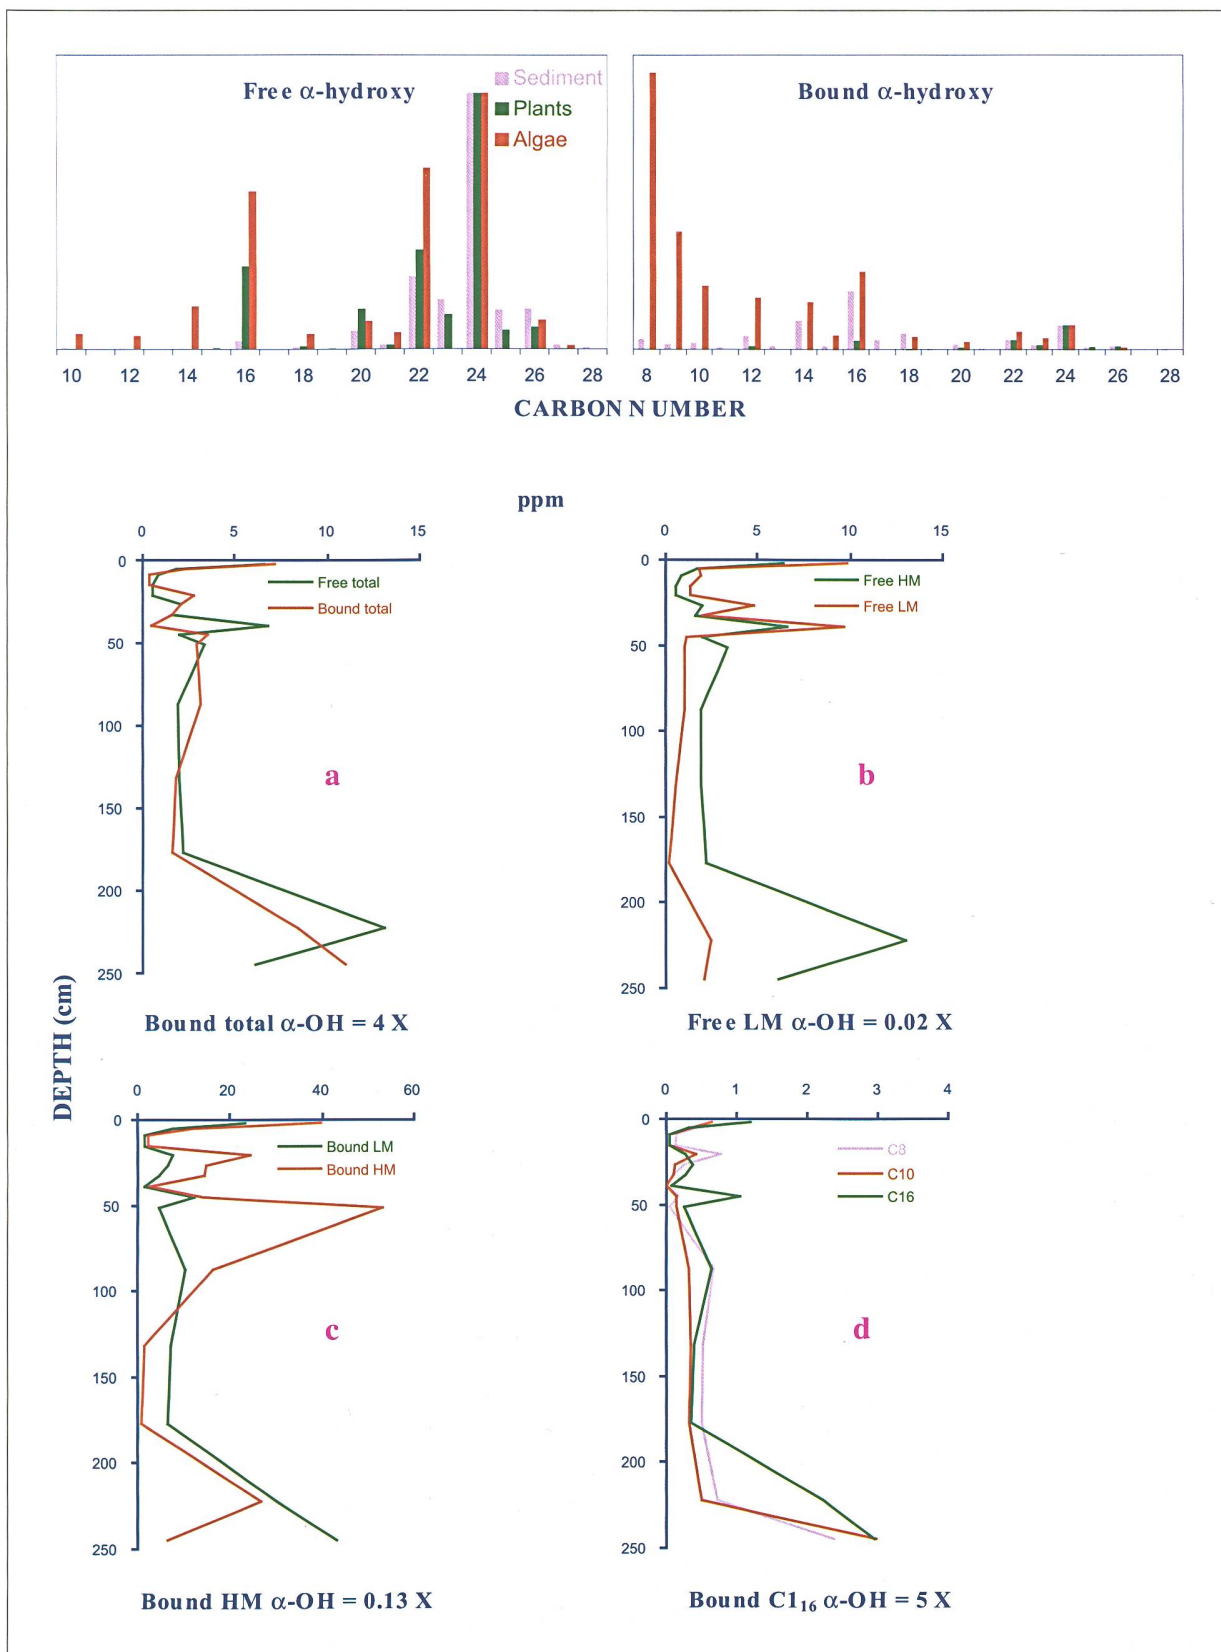 Free α-hydroxy
Sediment
Plants
Algae
Bound α-hydroxy
10 12 14 16 18 20 22 24 26 28
8 10 12 14 16 18 20 22 24 26 28
CARBON NUMBER
ppm
0 5 10 15
0
50
100
150
200
250
Free total
Bound total
a
Bound total α-OH = 4 X
0 5 10 15
0
50
100
150
200
250
Free HM
Free LM
b
Free LM α-OH = 0.02 X
DEPTH (cm)
0 20 40 60
0
50
100
150
200
250
Bound LM
Bound HM
c
Bound HM α-OH = 0.13 X
0 1 2 3 4
0
50
100
150
200
250
C8
C10
C16
d
Bound C1₁₆ α-OH = 5 X